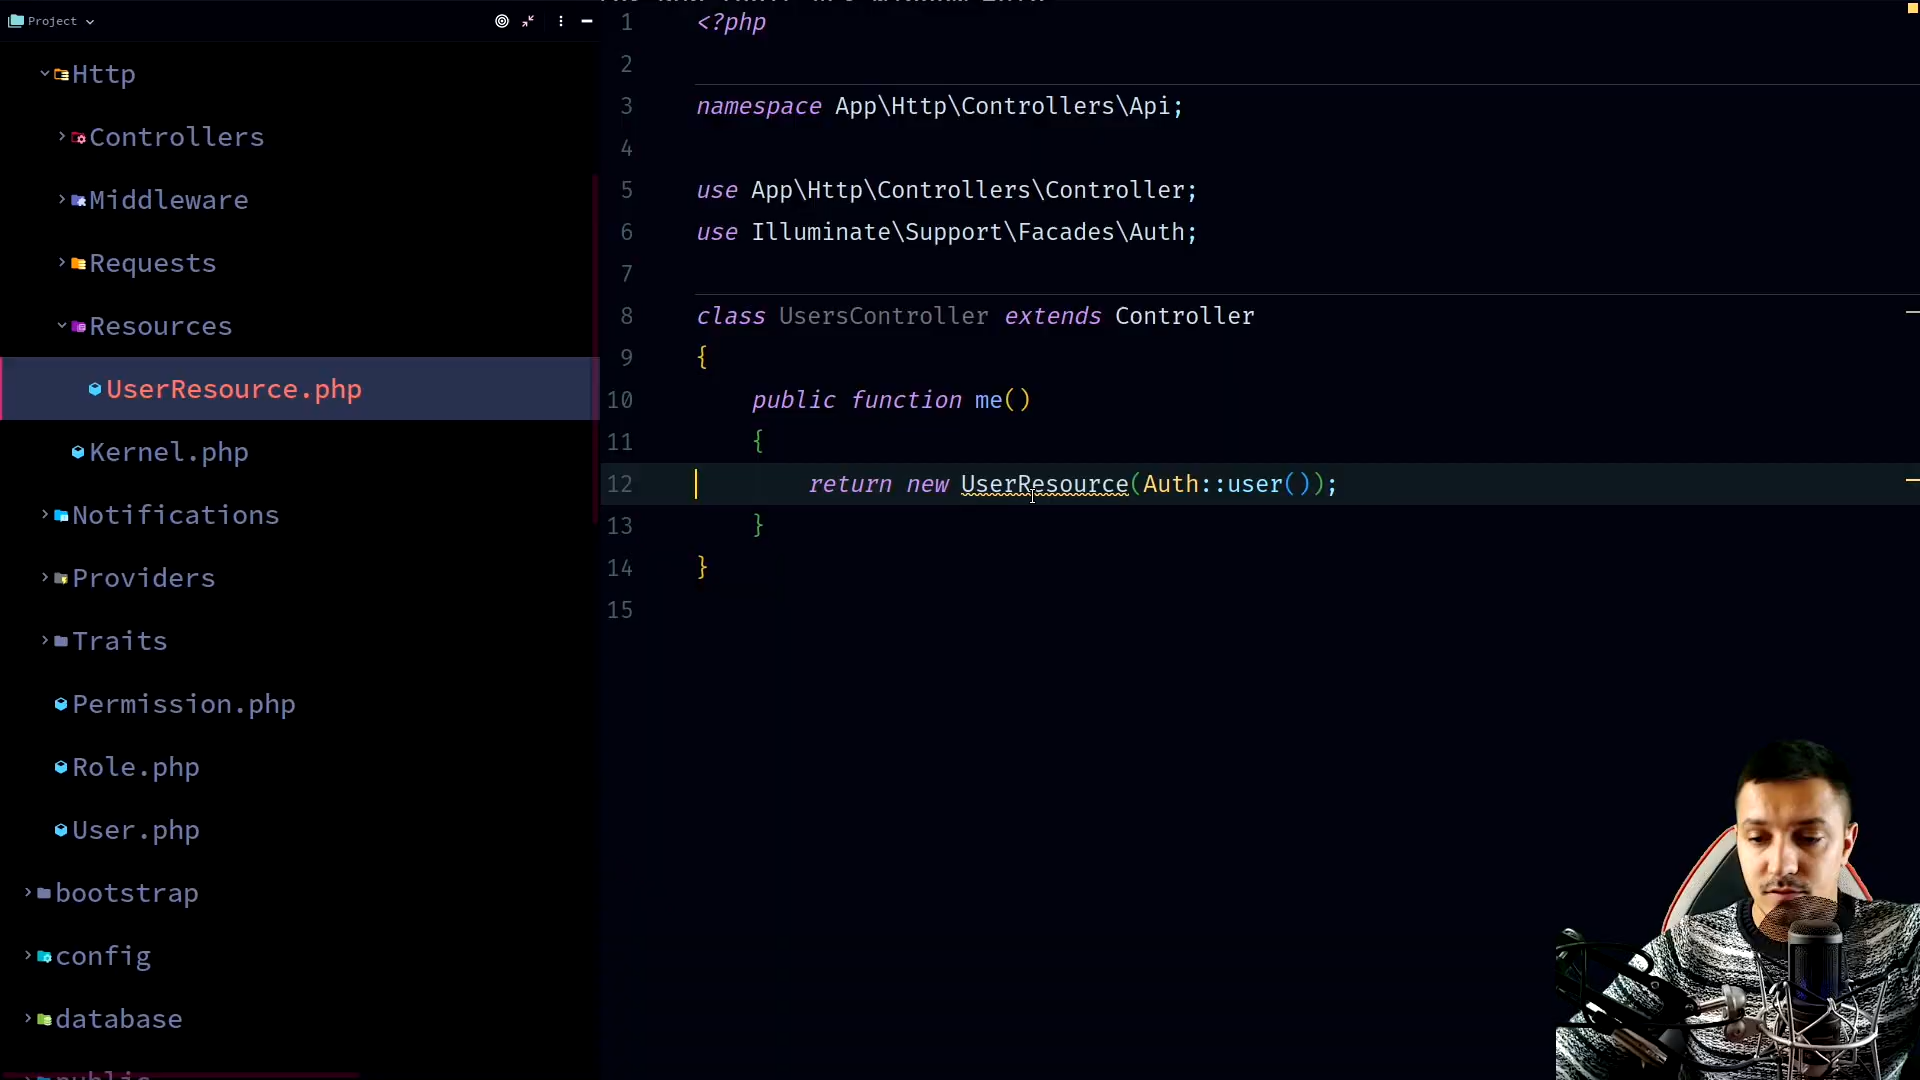 Project
Http
Controllers
Middleware
Requests
Resources
UserResource.php
Kernel.php
Notifications
Providers
Traits
Permission.php
Role.php
User.php
bootstrap
config
database
1 <?php
2
3 namespace App\Http\Controllers\Api;
4
5 use App\Http\Controllers\Controller;
6 use Illuminate\Support\Facades\Auth;
7
8 class UsersController extends Controller
9 {
10 public function me()
11 {
12 return new UserResource(Auth::user());
13 }
14 }
15